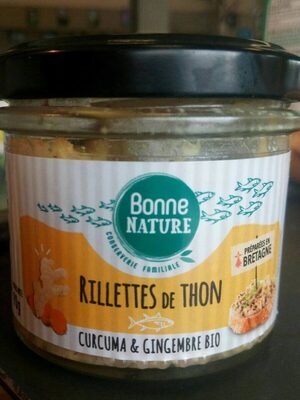 Bonne
NATURE
CONSERVERIE FAMILIALE
PRÉPARÉES EN
BRETAGNE
RILLETTES DE THON
CURCUMA & GINGEMBRE BIO